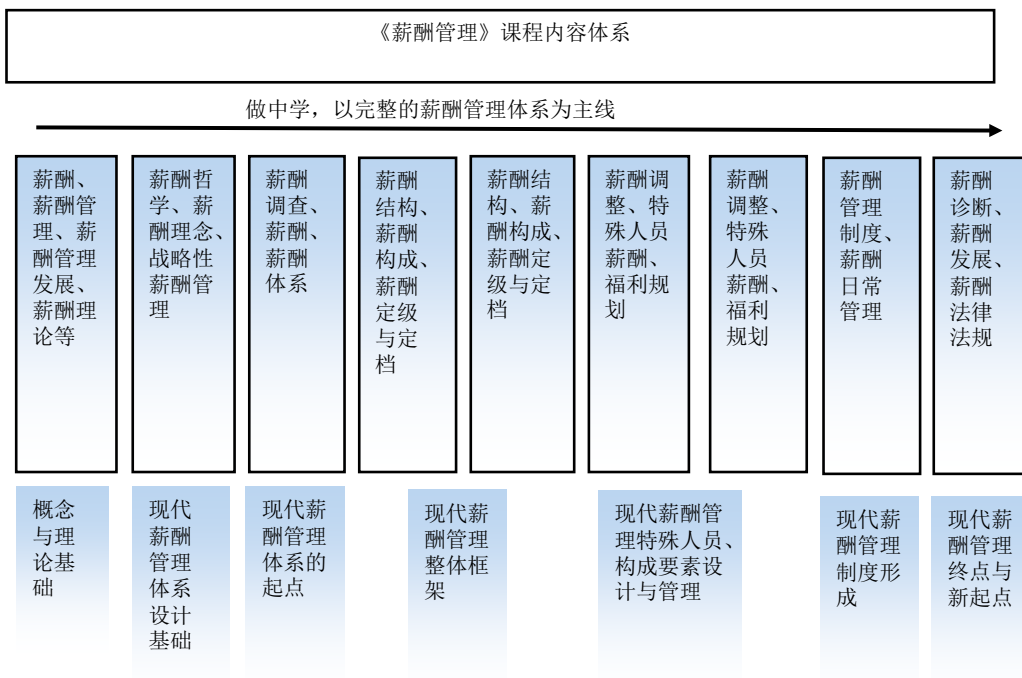 《薪酬管理》课程内容体系
做中学，以完整的薪酬管理体系为主线
薪酬、
薪酬管
理、薪
酬管理
发展、
薪酬理
论等
薪酬哲
学、薪
酬理念、
战略性
薪酬管
理
薪酬
调查、
薪酬、
薪酬
体系
薪酬
结构、
薪酬
构成、
薪酬
定级
与定
档
薪酬结
构、薪
酬构成、
薪酬定
级与定
档
薪酬调
整、特
殊人员
薪酬、
福利规
划
薪酬
调整、
特殊
人员
薪酬、
福利
规划
薪酬
管理
制度、
薪酬
日常
管理
薪酬
诊断、
薪酬
发展、
薪酬
法律
法规
概念
与理
论基
础
现代
薪酬
管理
体系
设计
基础
现代薪
酬管理
体系的
起点
现代薪
酬管理
整体框
架
现代薪酬管
理特殊人员、
构成要素设
计与管理
现代薪
酬管理
制度形
成
现代薪
酬管理
终点与
新起点